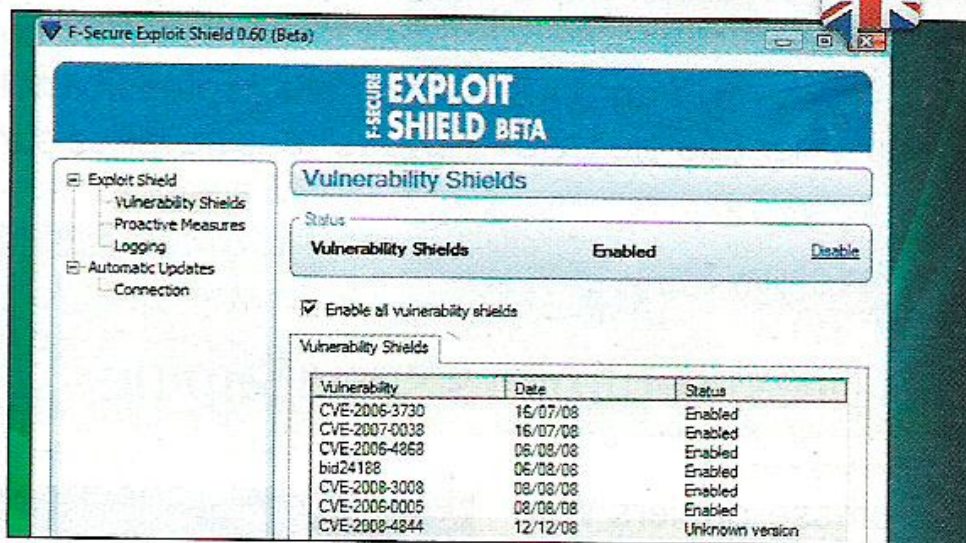 F-Secure Exploit Shield 0.60 (Beta)
F-SECURE EXPLOIT SHIELD BETA
Exploit Shield
Vulnerability Shields
Proactive Measures
Logging
Automatic Updates
Connection
Vulnerability Shields
Status
Vulnerability Shields Enabled Disable
Enable all vulnerability shields
Vulnerability Shields
Vulnerability Date Status
CVE-2006-3730 16/07/08 Enabled
CVE-2007-0038 16/07/08 Enabled
CVE-2006-4868 06/08/08 Enabled
bid24188 06/08/08 Enabled
CVE-2008-3008 08/08/08 Enabled
CVE-2006-0005 08/08/08 Enabled
CVE-2008-4844 12/12/08 Unknown version